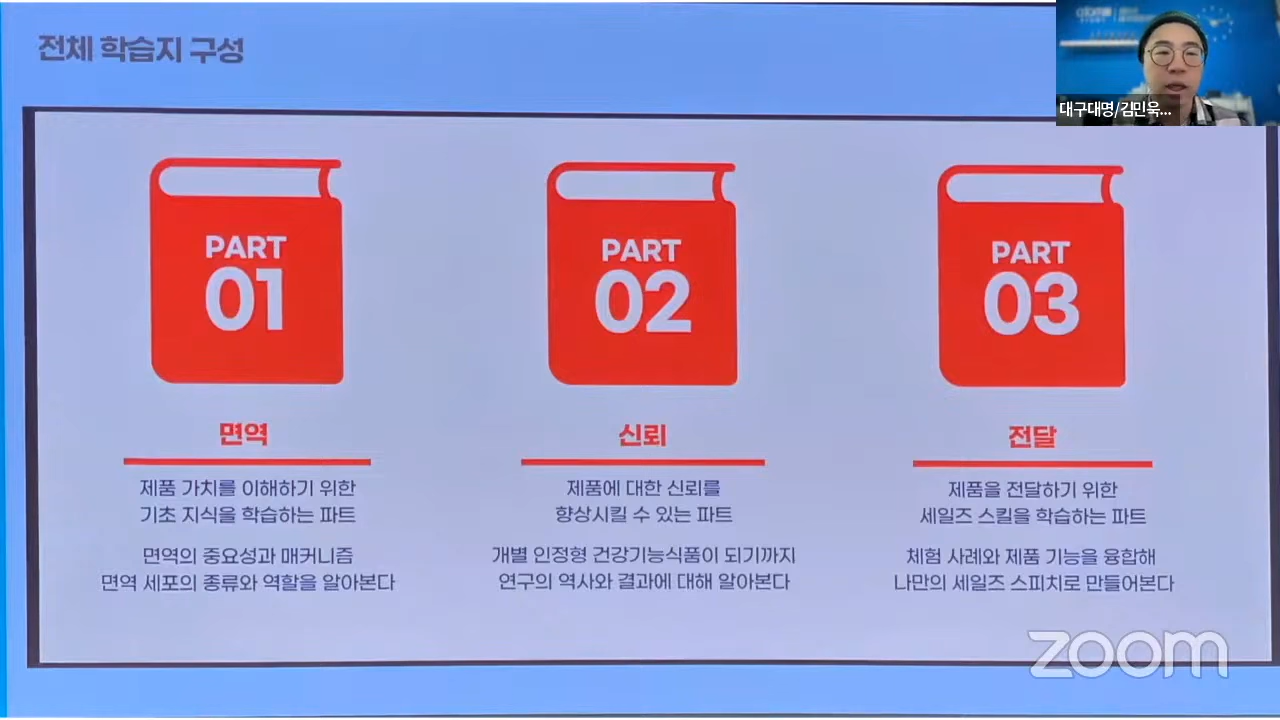 전체 학습지 구성
대구대명/김민욱...
PART
01
면역
제품 가치를 이해하기 위한
기초 지식을 학습하는 파트
면역의 중요성과 매커니즘
면역 세포의 종류와 역할을 알아본다
PART
02
신뢰
제품에 대한 신뢰를
향상시킬 수 있는 파트
개별 인정형 건강기능식품이 되기까지
연구의 역사와 결과에 대해 알아본다
PART
03
전달
제품을 전달하기 위한
세일즈 스킬을 학습하는 파트
체험 사례와 제품 기능을 융합해
나만의 세일즈 스피치로 만들어본다
zoom